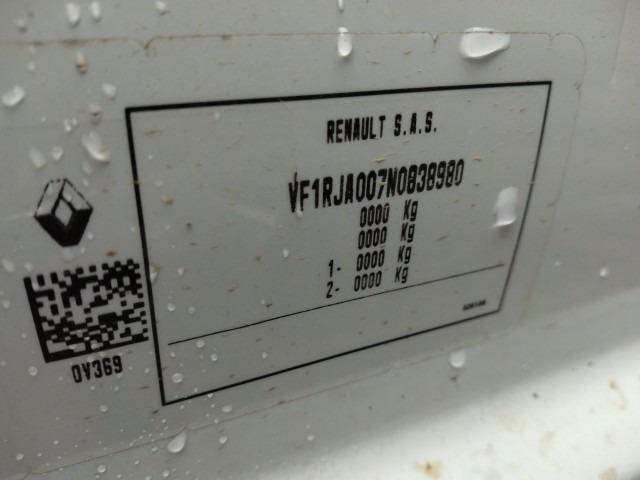 RENAULT S.A.S.
VF1RJA007N0838980
0000 Kg
0000 Kg
1- 0000 Kg
2- 0000 Kg
0V369